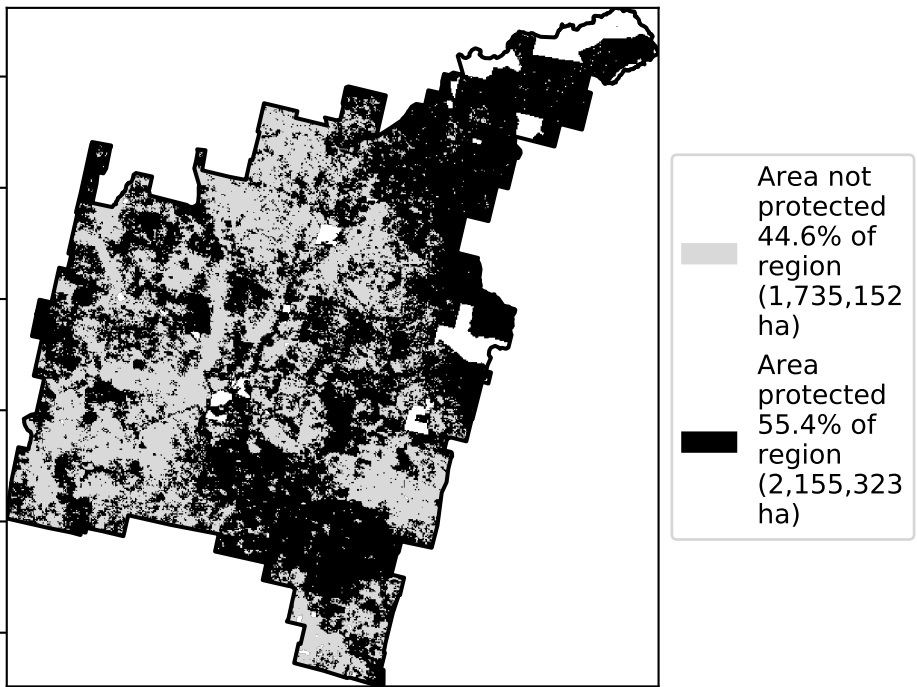 Area not
protected
44.6% of
region
(1,735,152
ha)
Area
protected
55.4% of
region
(2,155,323
ha)